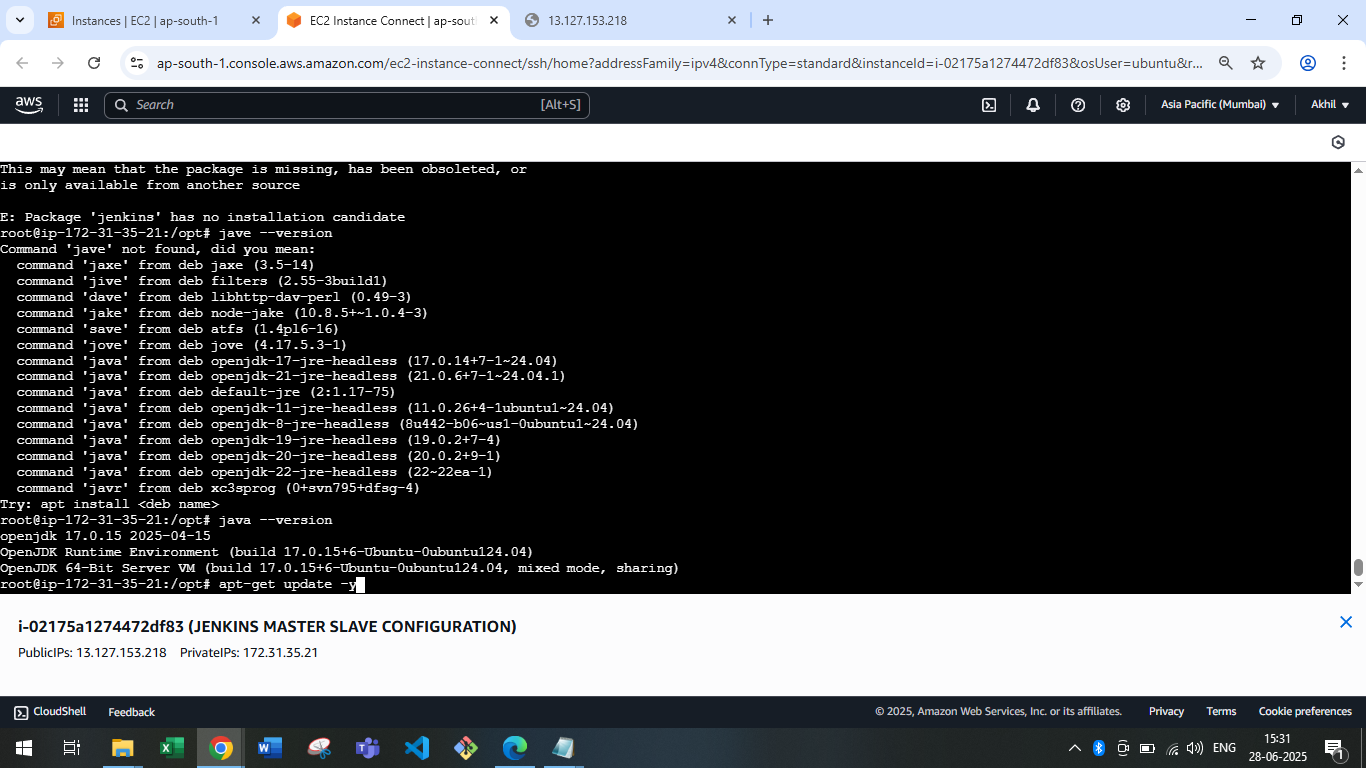 Instances | EC2 | ap-south-1
EC2 Instance Connect | ap-sout
13.127.153.218
ap-south-1.console.aws.amazon.com/ec2-instance-connect/ssh/home?addressFamily=ipv4&connType=standard&instanceId=i-02175a1274472df83&osUser=ubuntu&r...
aws
Search
[Alt+S]
Asia Pacific (Mumbai)
Akhil
This may mean that the package is missing, has been obsoleted, or
is only available from another source
E: Package 'jenkins' has no installation candidate
root@ip-172-31-35-21:/opt# jave --version
Command 'jave' not found, did you mean:
  command 'jaxe' from deb jaxe (3.5-14)
  command 'jive' from deb filters (2.55-3build1)
  command 'dave' from deb libhttp-dav-perl (0.49-3)
  command 'jake' from deb node-jake (10.8.5+~1.0.4-3)
  command 'save' from deb atfs (1.4pl6-16)
  command 'jove' from deb jove (4.17.5.3-1)
  command 'java' from deb openjdk-17-jre-headless (17.0.14+7-1~24.04)
  command 'java' from deb openjdk-21-jre-headless (21.0.6+7-1~24.04.1)
  command 'java' from deb default-jre (2:1.17-75)
  command 'java' from deb openjdk-11-jre-headless (11.0.26+4-1ubuntu1~24.04)
  command 'java' from deb openjdk-8-jre-headless (8u442-b06~us1-0ubuntu1~24.04)
  command 'java' from deb openjdk-19-jre-headless (19.0.2+7-4)
  command 'java' from deb openjdk-20-jre-headless (20.0.2+9-1)
  command 'java' from deb openjdk-22-jre-headless (22~22ea-1)
  command 'javr' from deb xc3sprog (0+svn795+dfsg-4)
Try: apt install <deb name>
root@ip-172-31-35-21:/opt# java --version
openjdk 17.0.15 2025-04-15
OpenJDK Runtime Environment (build 17.0.15+6-Ubuntu-0ubuntu124.04)
OpenJDK 64-Bit Server VM (build 17.0.15+6-Ubuntu-0ubuntu124.04, mixed mode, sharing)
root@ip-172-31-35-21:/opt# apt-get update -y
i-02175a1274472df83 (JENKINS MASTER SLAVE CONFIGURATION)
PublicIPs: 13.127.153.218 PrivateIPs: 172.31.35.21
CloudShell
Feedback
© 2025, Amazon Web Services, Inc. or its affiliates.
Privacy
Terms
Cookie preferences
ENG
15:31
28-06-2025
1